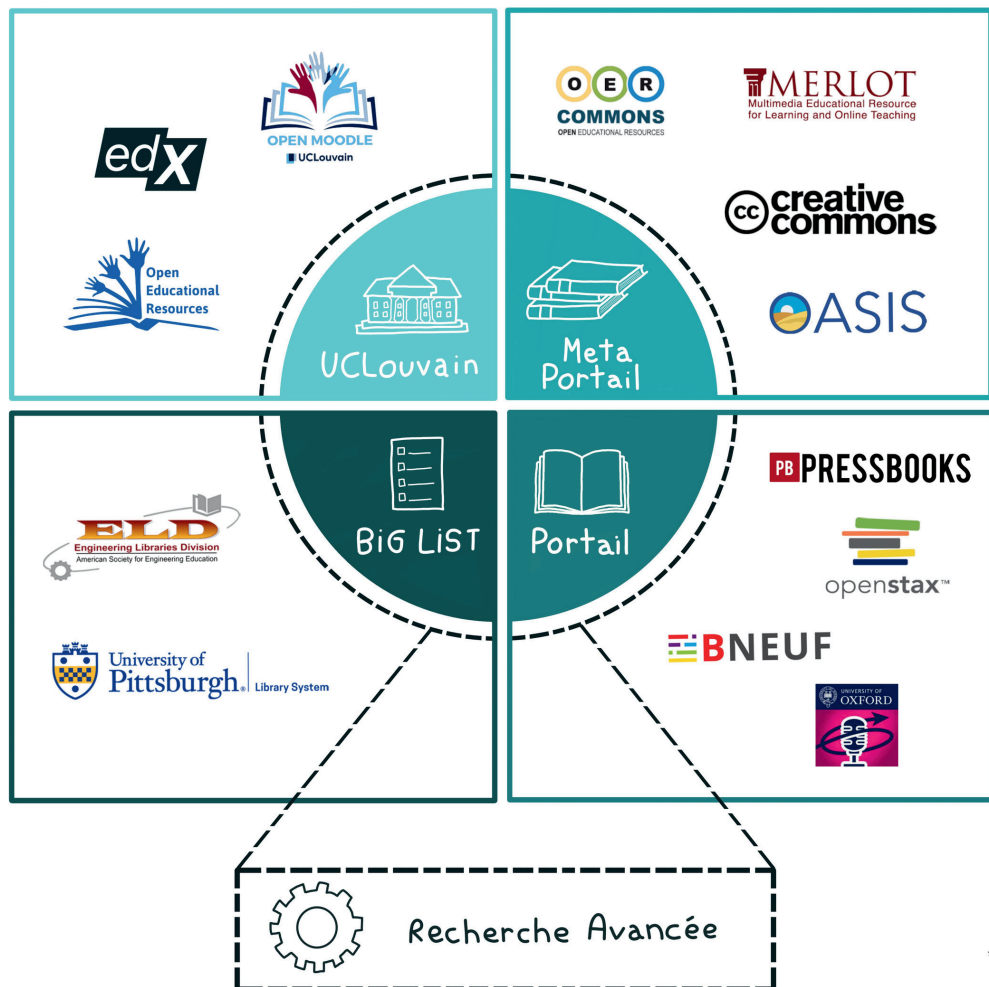 edX
OPEN MOODLE
UCLouvain
Open
Educational
Resources
UCLouvain
OER
COMMONS
OPEN EDUCATIONAL RESOURCES
MERLOT
Multimedia Educational Resource
for Learning and Online Teaching
cc creative
commons
OASIS
Meta
Portail
ELD
Engineering Libraries Division
American Society for Engineering Education
University of
Pittsburgh® Library System
BiG LiST
Portail
PB PRESSBOOKS
openstax™
BNEUF
UNIVERSITY OF
OXFORD
Recherche Avancée